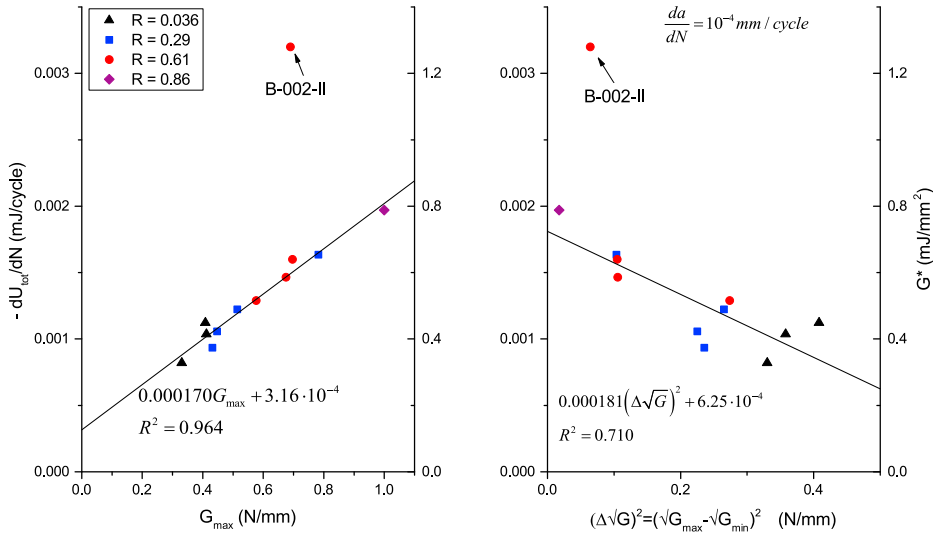 R = 0.036
R = 0.29
R = 0.61
R = 0.86
B-002-II
0.000170G_max + 3.16·10^-4
R^2 = 0.964
- dU_tot/dN (mJ/cycle)
0.003
0.002
0.001
0.000
0.0 0.2 0.4 0.6 0.8 1.0
G_max (N/mm)
1.2
0.8
0.4
0.0
da/dN = 10^-4 mm / cycle
B-002-II
0.000181(Δ√G)^2 + 6.25·10^-4
R^2 = 0.710
0.003
0.002
0.001
0.000
0.0 0.2 0.4
(Δ√G)^2=(√G_max-√G_min)^2 (N/mm)
1.2
0.8
0.4
0.0
G* (mJ/mm^2)